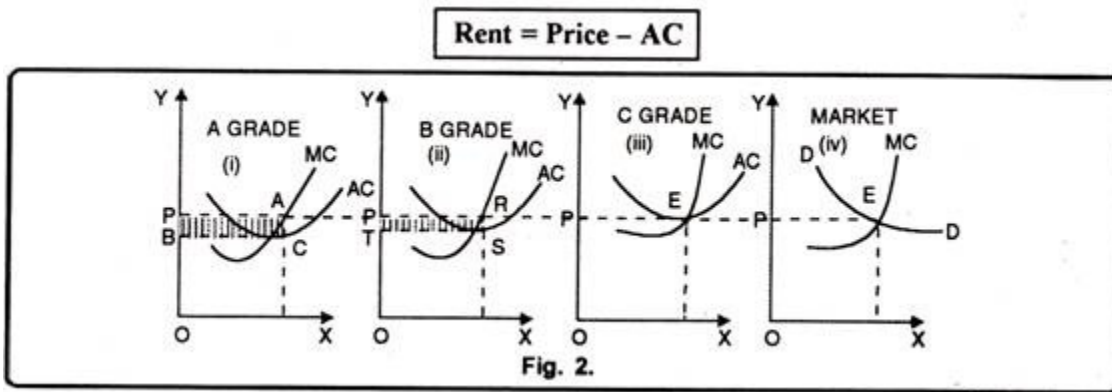 Rent = Price – AC
Y A GRADE (i) MC AC P A B C O X
Y B GRADE (ii) MC AC P R T S O X
Y C GRADE (iii) MC AC E P O X
Y MARKET (iv) D MC E P D O X
Fig. 2.